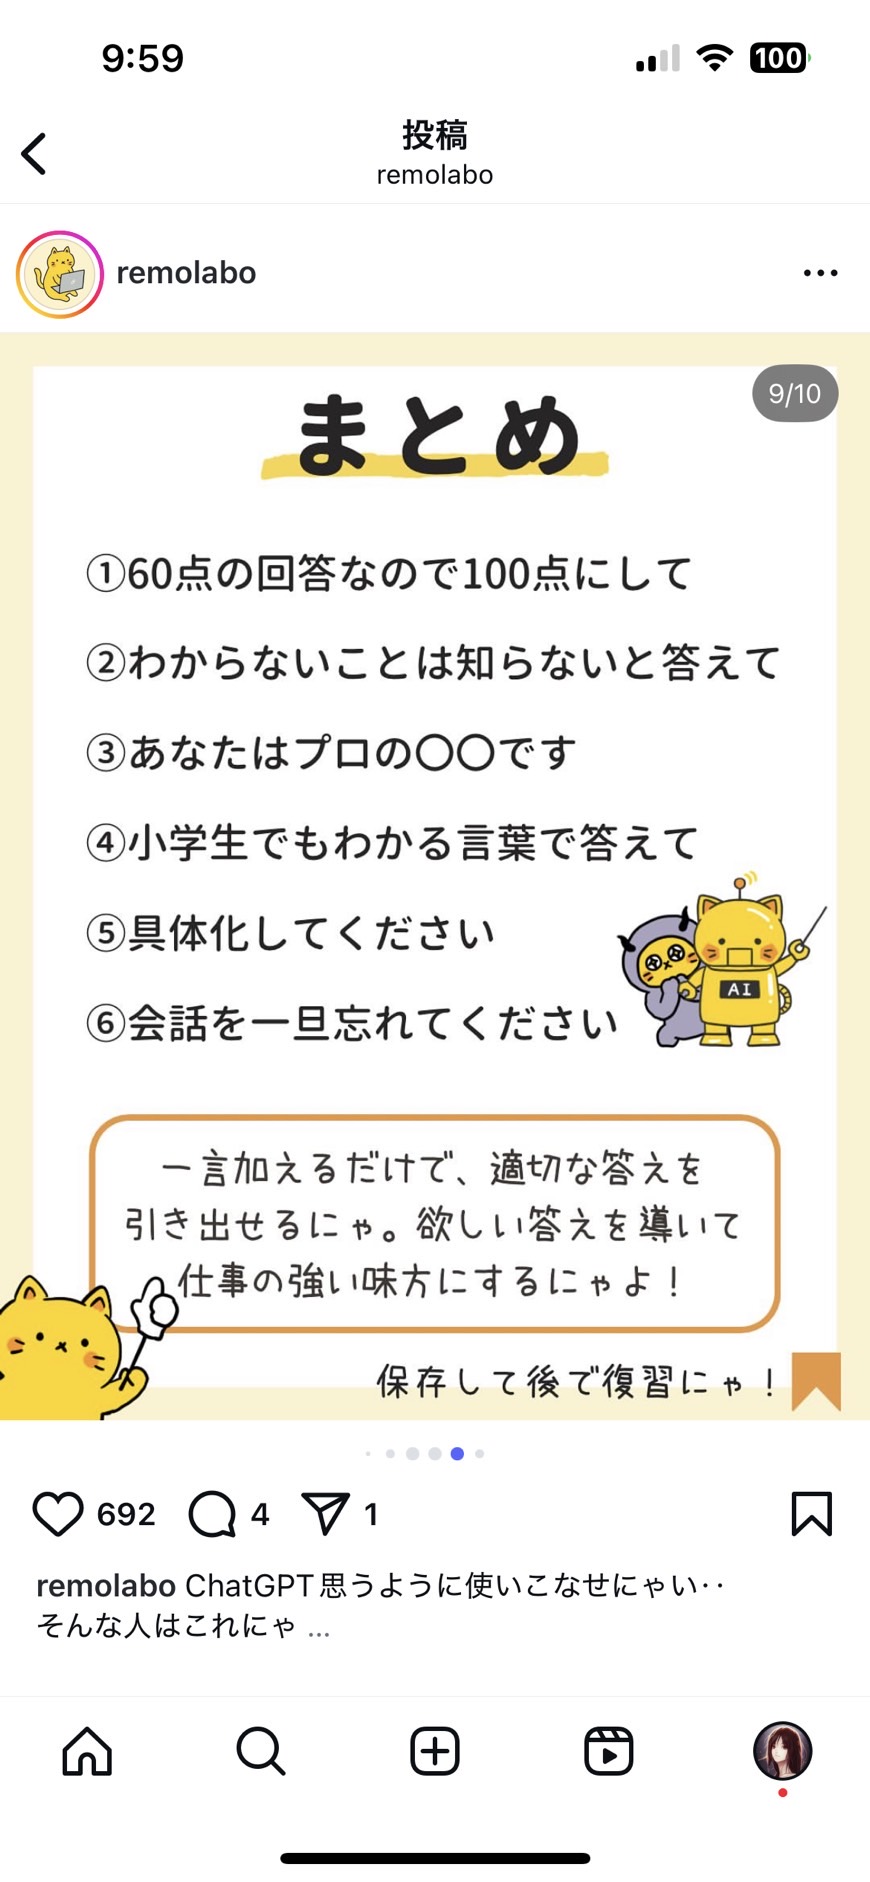 9:59
100
投稿
remolabo
remolabo
9/10
まとめ
①60点の回答なので100点にして
②わからないことは知らないと答えて
③あなたはプロの〇〇です
④小学生でもわかる言葉で答えて
⑤具体化してください
⑥会話を一旦忘れてください
AI
一言加えるだけで、適切な答えを
引き出せるにゃ。欲しい答えを導いて
仕事の強い味方にするにゃよ！
保存して後で復習にゃ！
692 4 1
remolabo ChatGPT思うように使いこなせにゃい‥
そんな人はこれにゃ ...